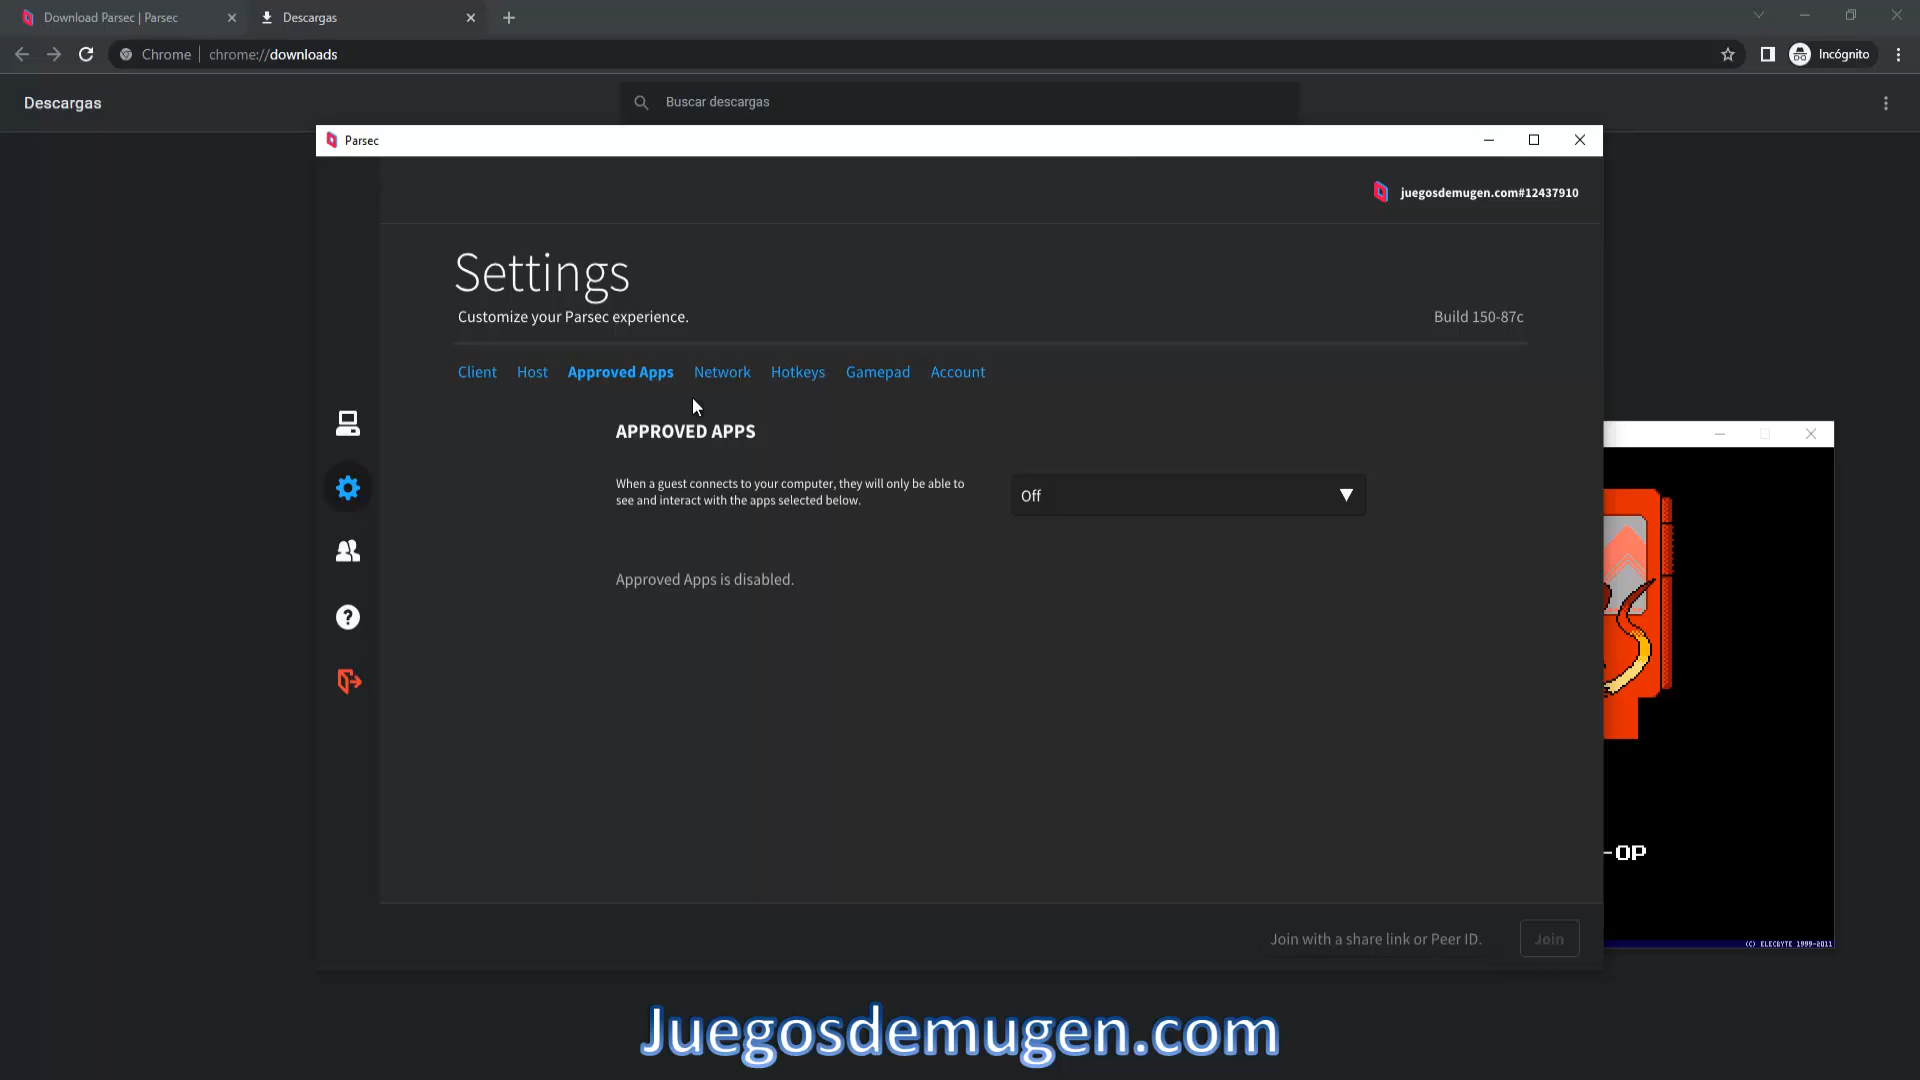 Download Parsec | Parsec
Descargas
Chrome
chrome://downloads
Incógnito
Descargas
Buscar descargas
Parsec
juegosdemugen.com#12437910
Settings
Customize your Parsec experience.
Build 150-87c
Client Host Approved Apps Network Hotkeys Gamepad Account
APPROVED APPS
When a guest connects to your computer, they will only be able to
see and interact with the apps selected below.
Off
Approved Apps is disabled.
-OP
(C) ELECBYTE 1999-2011
Join with a share link or Peer ID.
Join
Juegosdemugen.com